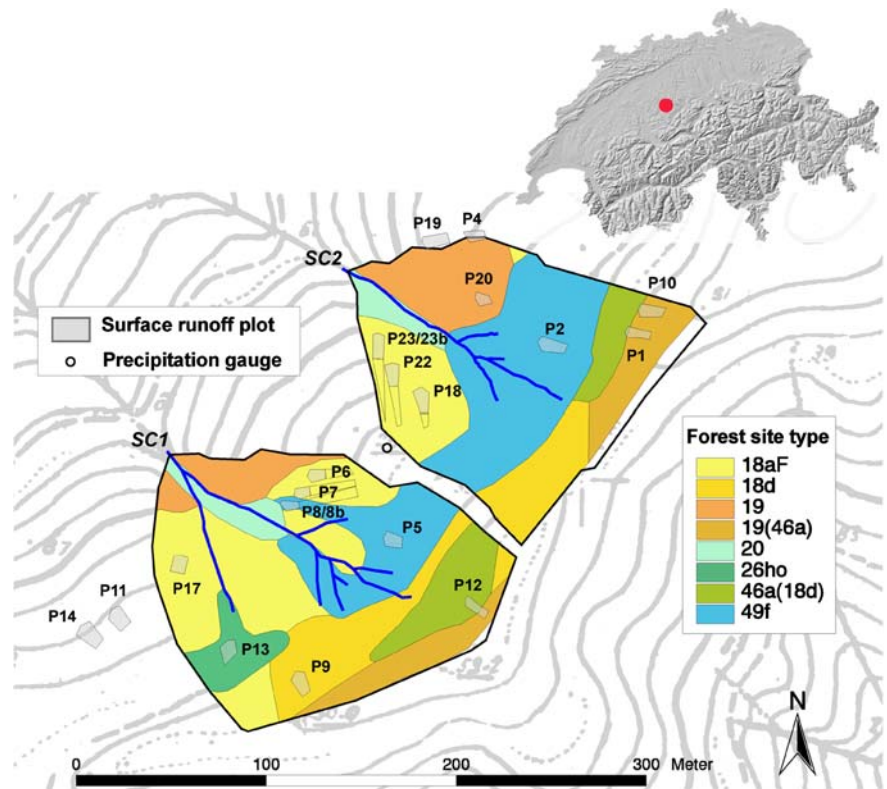 P19
P4
SC2
P20
P10
Surface runoff plot
Precipitation gauge
P23/23b
P22
P18
P2
P1
SC1
P6
P7
P8/8b
P5
P17
P14
P11
P13
P9
P12
Forest site type
18aF
18d
19
19(46a)
20
26ho
46a(18d)
49f
N
0
100
200
300
Meter